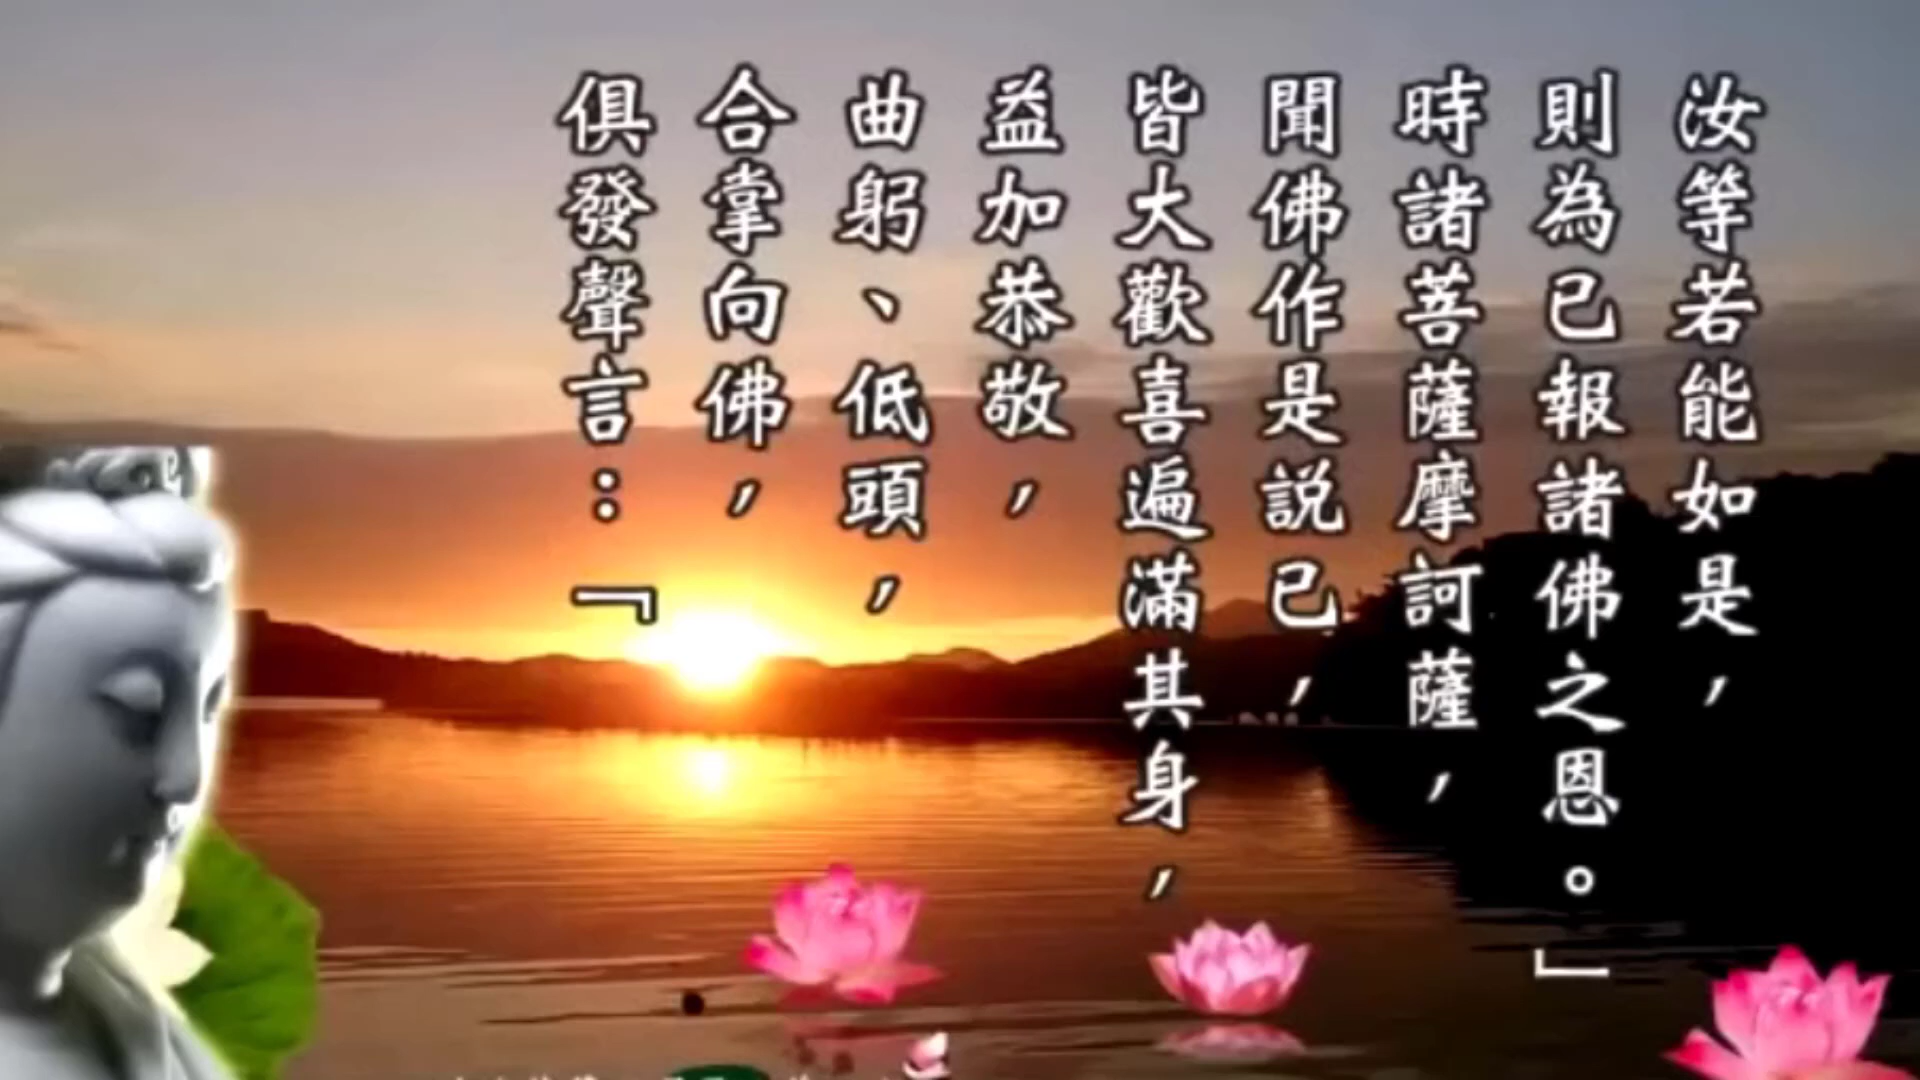 汝等若能如是，
則為已報諸佛之恩。」
時諸菩薩摩訶薩，
聞佛作是說已，
皆大歡喜遍滿其身，
益加恭敬，
曲躬、低頭，
合掌向佛，
俱發聲言：「